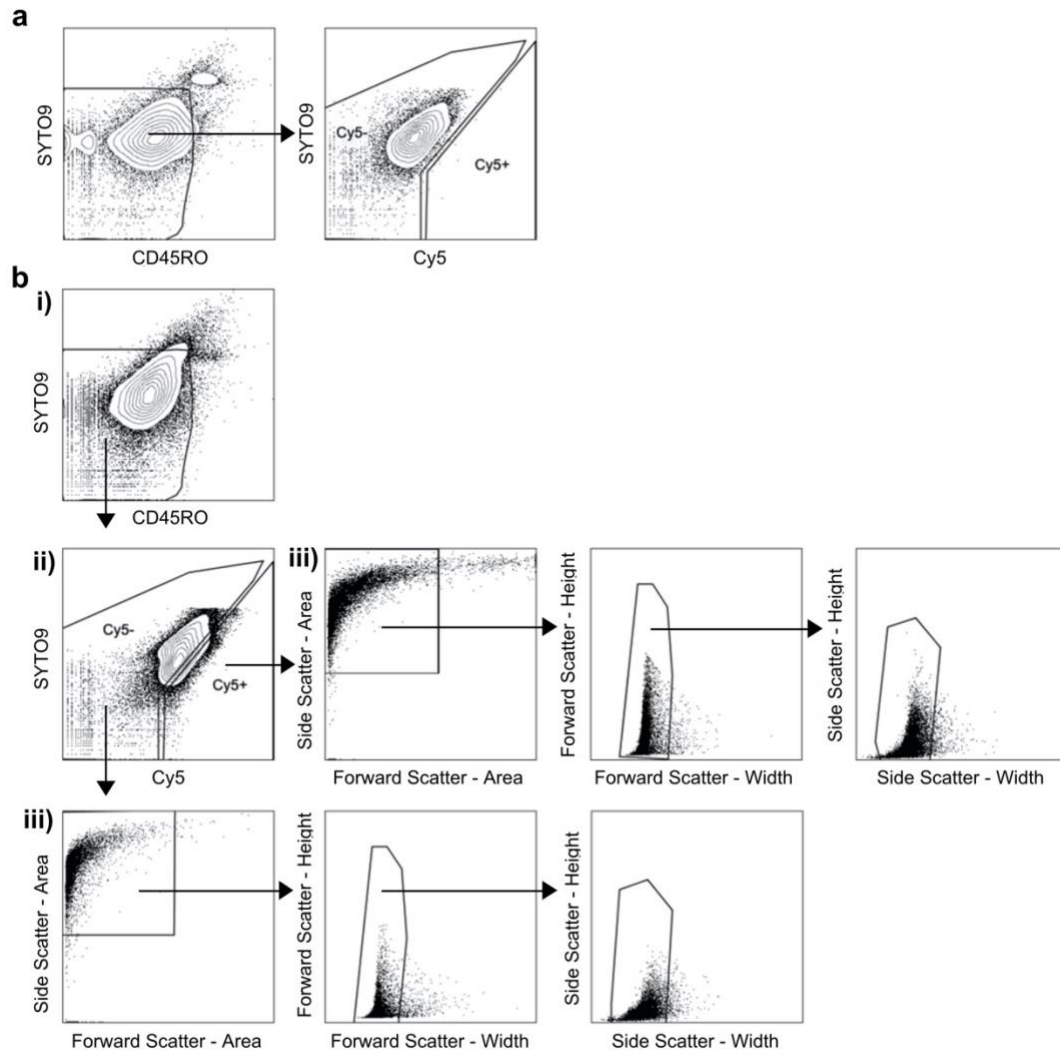 a
SYTO9
CD45RO
SYTO9
Cy5-
Cy5+
Cy5
b
i)
SYTO9
CD45RO
ii)
SYTO9
Cy5-
Cy5+
Cy5
iii)
Side Scatter - Area
Forward Scatter - Area
Forward Scatter - Height
Forward Scatter - Width
Side Scatter - Height
Side Scatter - Width
iii)
Side Scatter - Area
Forward Scatter - Area
Forward Scatter - Height
Forward Scatter - Width
Side Scatter - Height
Side Scatter - Width